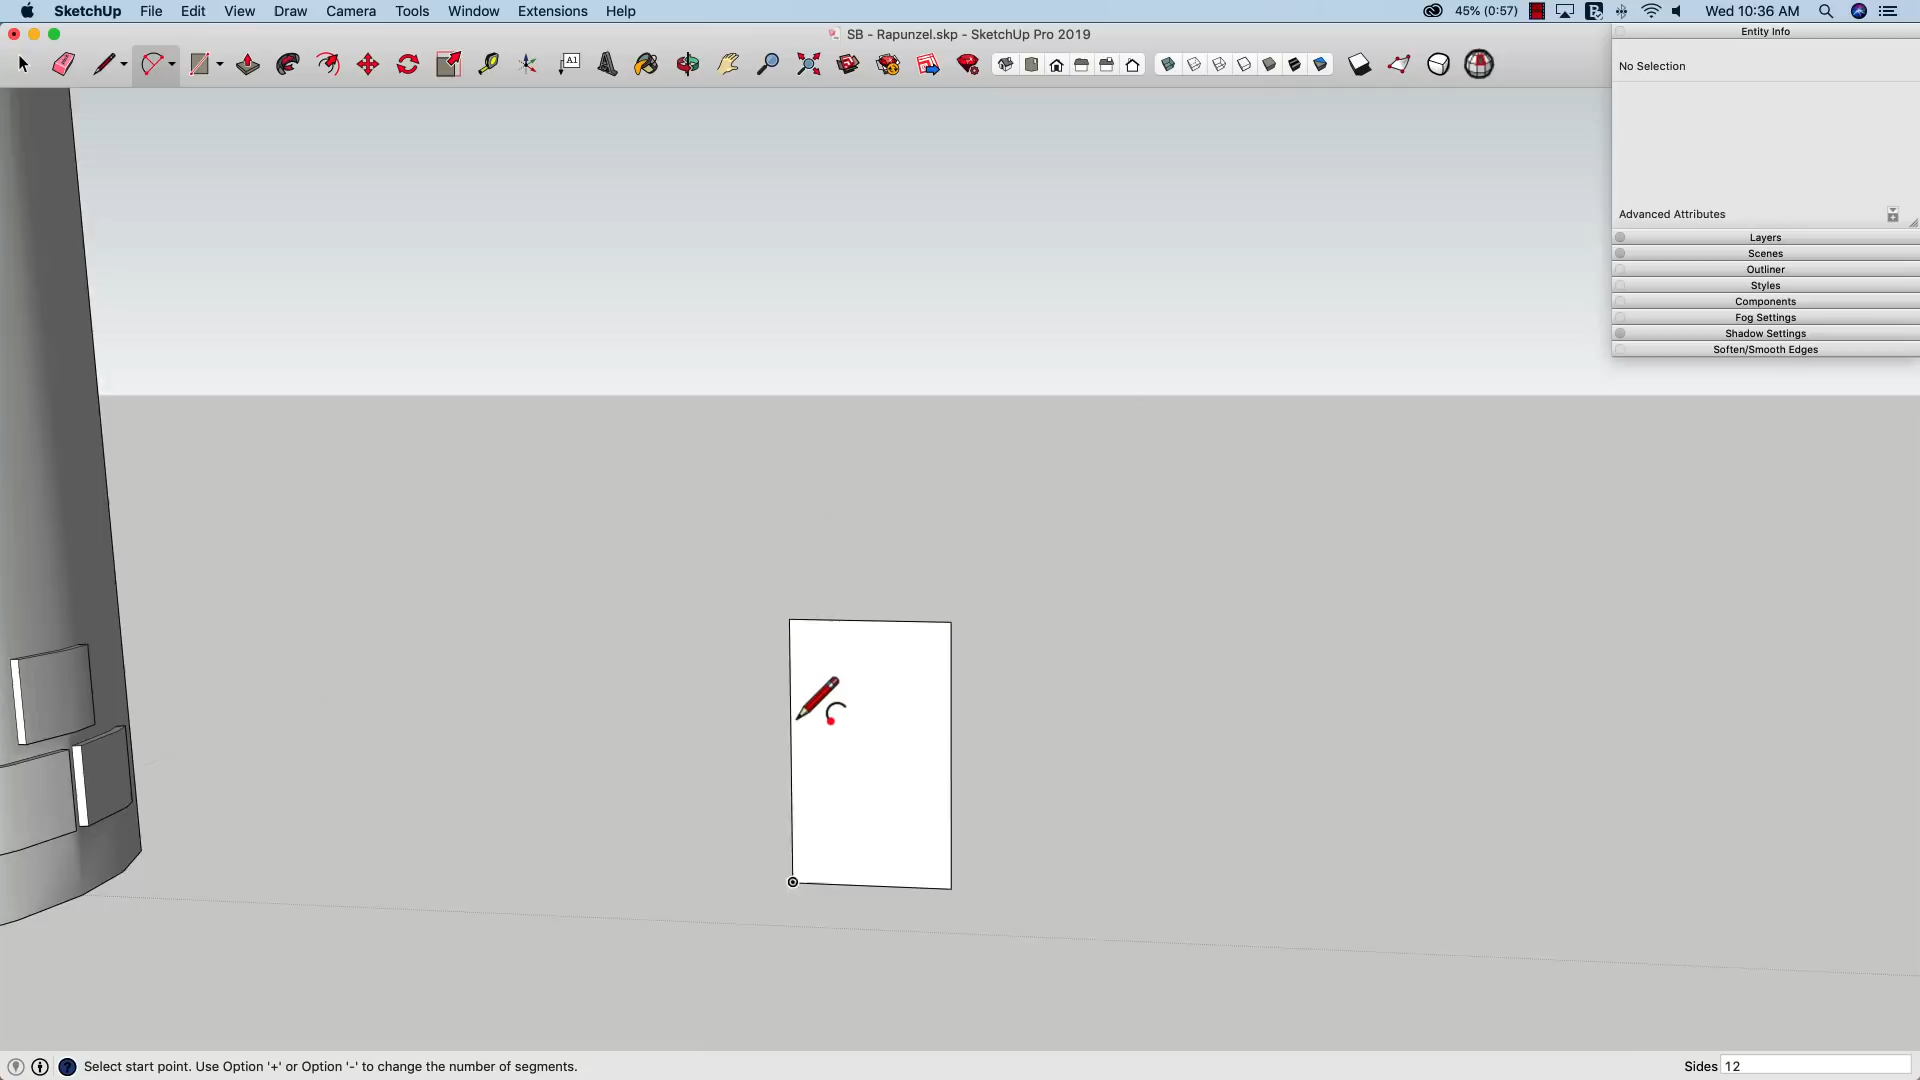 SketchUp File Edit View Draw Camera Tools Window Extensions Help 45% (0:57) Wed 10:36 AM
SB - Rapunzel.skp - SketchUp Pro 2019
Entity Info
A1
No Selection
Advanced Attributes
Layers
Scenes
Outliner
Styles
Components
Fog Settings
Shadow Settings
Soften/Smooth Edges
Select start point. Use Option '+' or Option '-' to change the number of segments.
Sides 12